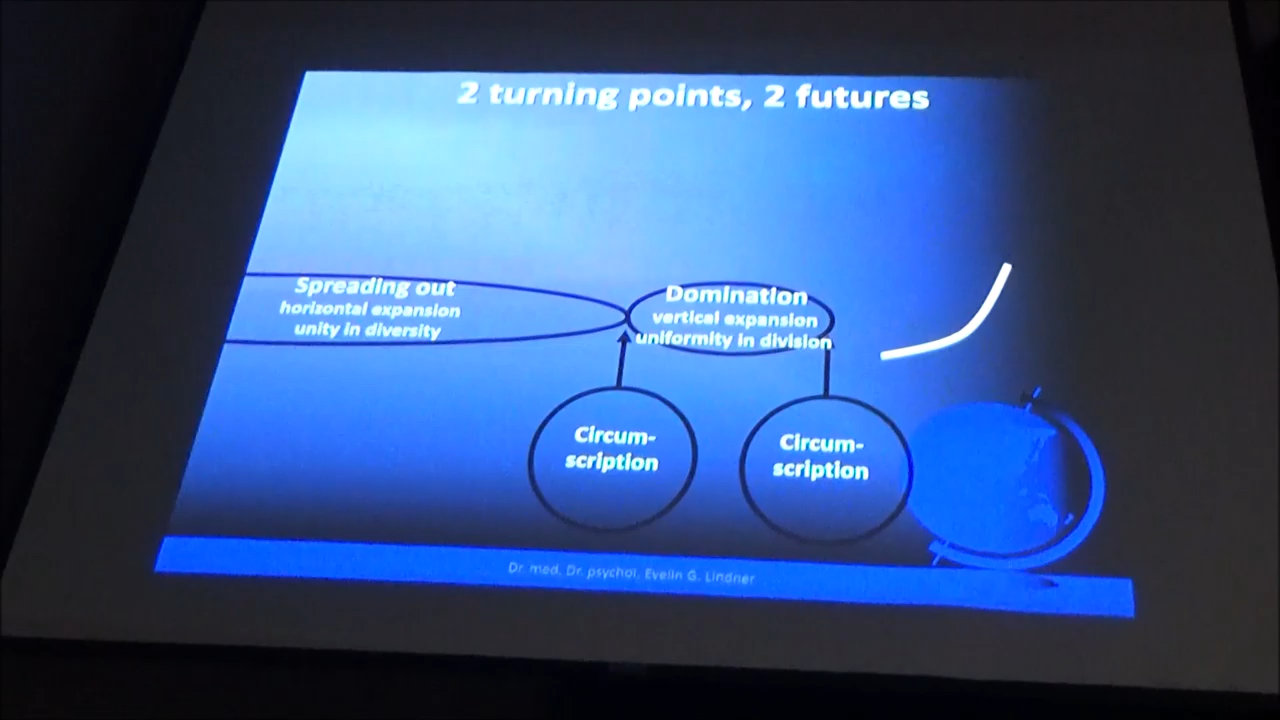 2 turning points, 2 futures
Spreading out
horizontal expansion
unity in diversity
Domination
vertical expansion
uniformity in division
Circum-
scription
Circum-
scription
Dr. med. Dr. psychol. Evelin G. Lindner